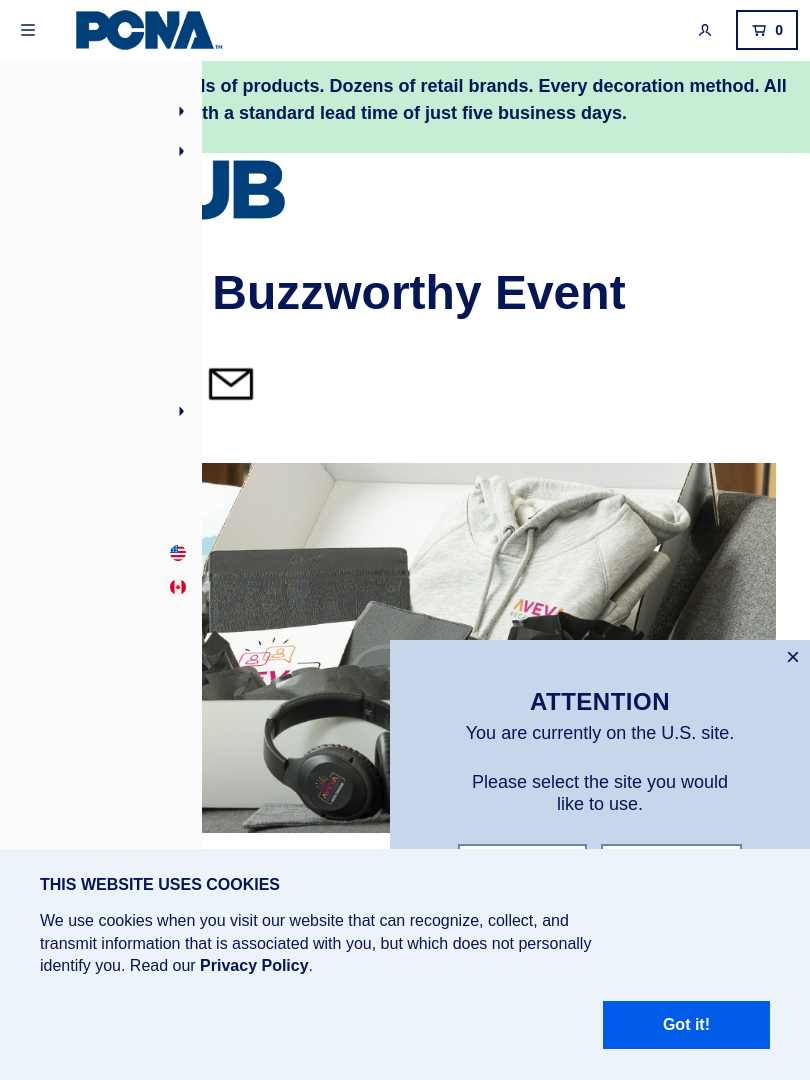 PCNA™
0
ls of products. Dozens of retail brands. Every decoration method. All
th a standard lead time of just five business days.
UB
Buzzworthy Event
AVEVA
ATTENTION
You are currently on the U.S. site.
Please select the site you would
like to use.
THIS WEBSITE USES COOKIES
We use cookies when you visit our website that can recognize, collect, and
transmit information that is associated with you, but which does not personally
identify you. Read our Privacy Policy.
Got it!